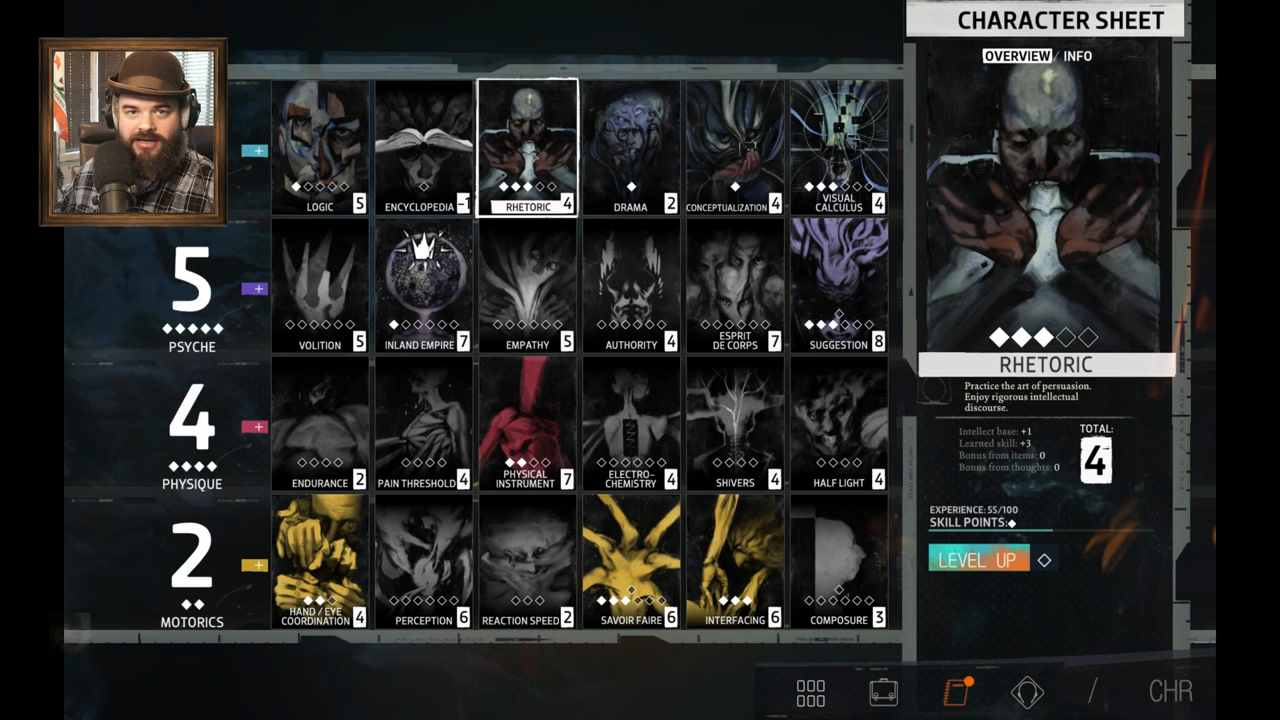 CHARACTER SHEET
OVERVIEW / INFO
LOGIC 5
ENCYCLOPEDIA -1
RHETORIC 4
DRAMA 2
CONCEPTUALIZATION 4
VISUAL
CALCULUS 4
5
PSYCHE
VOLITION 5
INLAND EMPIRE 7
EMPATHY 5
AUTHORITY 4
ESPRIT
DE CORPS 7
SUGGESTION 8
4
PHYSIQUE
ENDURANCE 2
PAIN THRESHOLD 4
PHYSICAL
INSTRUMENT 7
ELECTRO-
CHEMISTRY 4
SHIVERS 4
HALF LIGHT 4
2
MOTORICS
HAND / EYE
COORDINATION 4
PERCEPTION 6
REACTION SPEED 2
SAVOIR FAIRE 6
INTERFACING 6
COMPOSURE 3
RHETORIC
Practice the art of persuasion.
Enjoy rigorous intellectual
discourse.
Intellect base: +1
Learned skill: +3
Bonus from items: 0
Bonus from thoughts: 0
TOTAL:
4
EXPERIENCE: 55/100
SKILL POINTS:
LEVEL UP
/ CHR